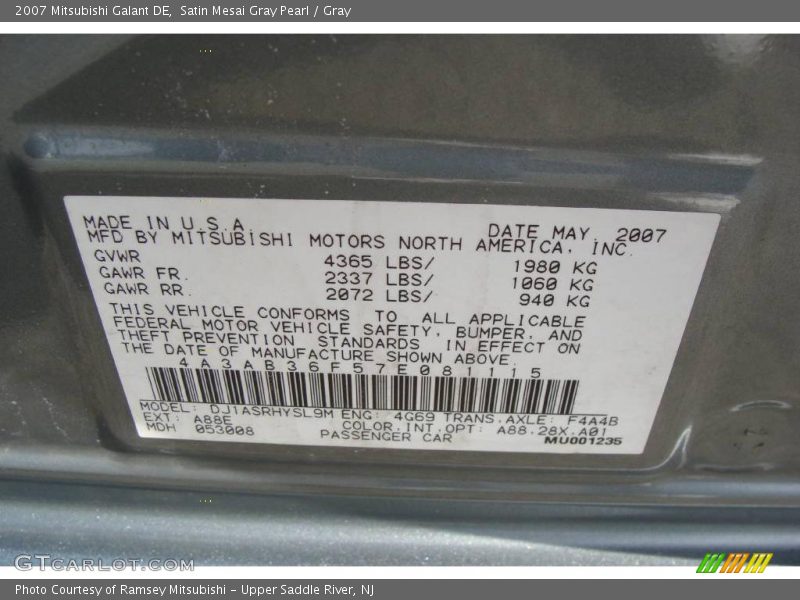 2007 Mitsubishi Galant DE,  Satin Mesai Gray Pearl / Gray
MADE IN U.S.A DATE MAY, 2007
MFD BY MITSUBISHI MOTORS NORTH AMERICA, INC.
GVWR 4365 LBS/ 1980 KG
GAWR FR. 2337 LBS/ 1060 KG
GAWR RR. 2072 LBS/ 940 KG
THIS VEHICLE CONFORMS TO ALL APPLICABLE
FEDERAL MOTOR VEHICLE SAFETY, BUMPER, AND
THEFT PREVENTION STANDARDS IN EFFECT ON
THE DATE OF MANUFACTURE SHOWN ABOVE.
4A3AB36F57E081115
MODEL: DJ1ASRHYSL9M ENG: 4G69 TRANS.AXLE: F4A4B
EXT: A88E COLOR.INT.OPT: A88.28X.A01
MDH 053008 PASSENGER CAR MU001235
GTCARLOT.COM
Photo Courtesy of Ramsey Mitsubishi – Upper Saddle River, NJ